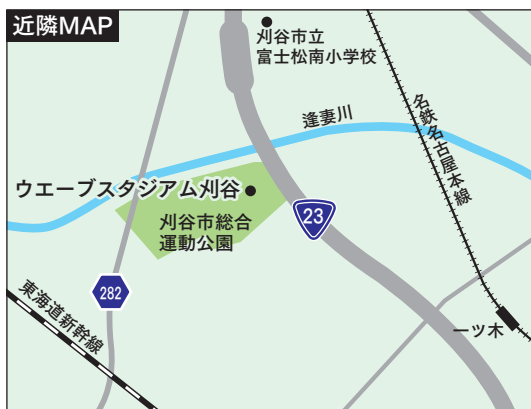 近隣MAP
刈谷市立
富士松南小学校
逢妻川
名鉄名古屋本線
ウエーブスタジアム刈谷
刈谷市総合
運動公園
23
282
東海道新幹線
一ツ木